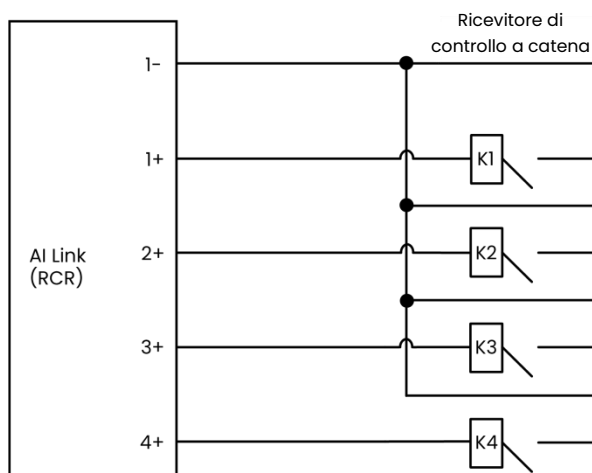 Ricevitore di
controllo a catena
1-
1+
K1
AI Link
(RCR)
2+
K2
3+
K3
4+
K4